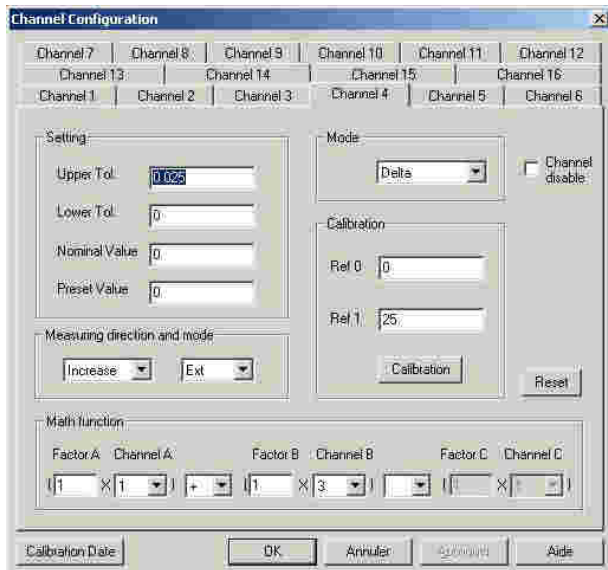 Channel Configuration
Channel 7 Channel 8 Channel 9 Channel 10 Channel 11 Channel 12
Channel 13 Channel 14 Channel 15 Channel 16
Channel 1 Channel 2 Channel 3 Channel 4 Channel 5 Channel 6
Setting
Upper Tol. 0.025
Lower Tol. 0
Nominal Value 0
Preset Value 0
Mode
Delta
Channel disable
Calibration
Ref 0 0
Ref 1 25
Calibration
Measuring direction and mode
Increase Ext
Reset
Math function
Factor A Channel A Factor B Channel B Factor C Channel C
( 1 X 1 ) + ( 1 X 3 ) ( 1 X 1 )
Calibration Date OK Annuler Appliquer Aide